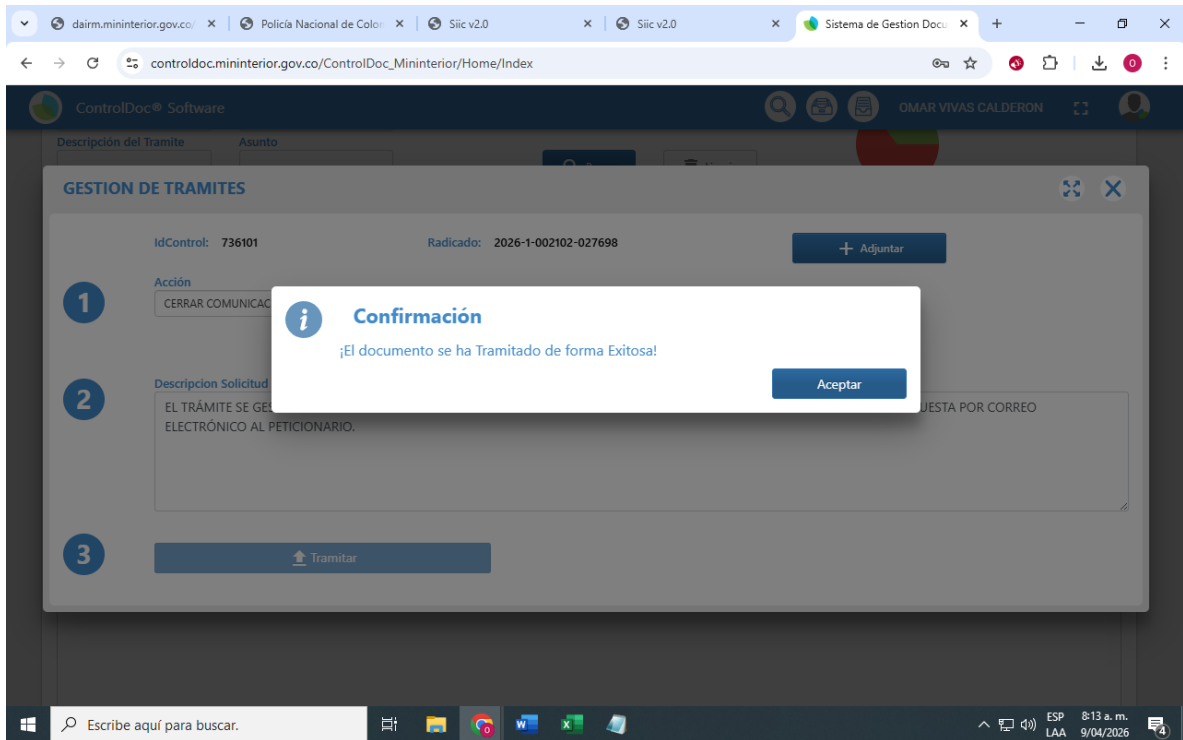 dairm.mininterior.gov.co/
Policía Nacional de Colon
Siic v2.0
Siic v2.0
Sistema de Gestion Docu
controldoc.mininterior.gov.co/ControlDoc_Mininterior/Home/Index
O
ControlDoc® Software
OMAR VIVAS CALDERON
Descripción del Tramite Asunto
GESTION DE TRAMITES
IdControl: 736101 Radicado: 2026-1-002102-027698 + Adjuntar
1
Acción
CERRAR COMUNICAC
Confirmación
¡El documento se ha Tramitado de forma Exitosa!
Aceptar
2
Descripcion Solicitud
EL TRÁMITE SE GES UESTA POR CORREO
ELECTRÓNICO AL PETICIONARIO.
3
Tramitar
Escribe aquí para buscar.
ESP 8:13 a. m.
LAA 9/04/2026
4